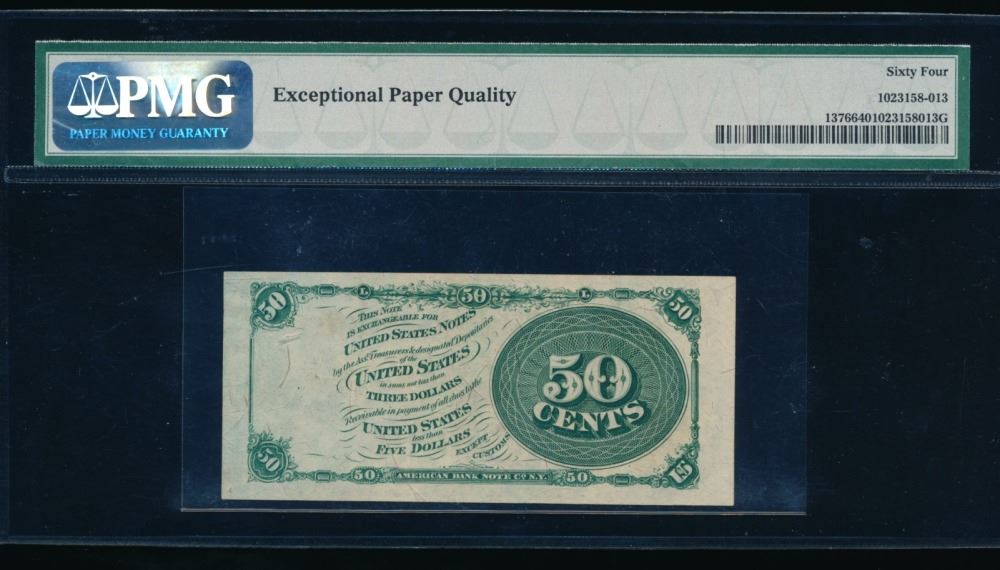 PMG
PAPER MONEY GUARANTY
Exceptional Paper Quality
Sixty Four
1023158-013
13766401023158013G
50 L 50 L 50
THIS NOTE
IS EXCHANGEABLE FOR
UNITED STATES NOTES
by the Asst. Treasurers & designated Depositaries
of the
UNITED STATES
in sums not less than
THREE DOLLARS
Receivable in payment of all dues to the
UNITED STATES
less than
FIVE DOLLARS
EXCEPT
CUSTOMS
50
CENTS
50 50 AMERICAN BANK NOTE CO. N.Y. 50 US